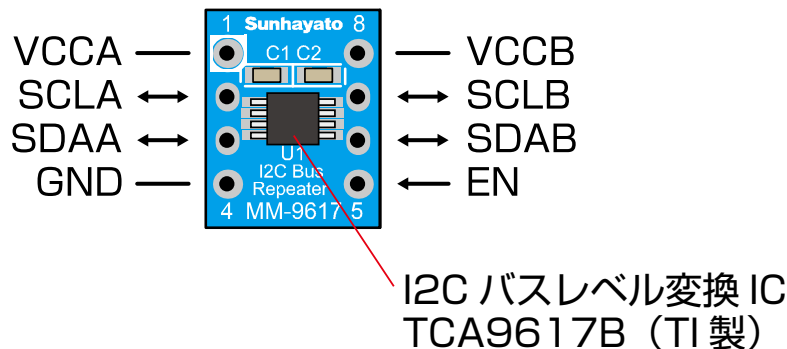 1 Sunhayato 8
VCCA
VCCB
C1 C2
SCLA
SCLB
SDAA
SDAB
U1
GND
I2C Bus
Repeater
EN
4 MM-9617 5
I2C バスレベル変換 IC
TCA9617B（TI 製）